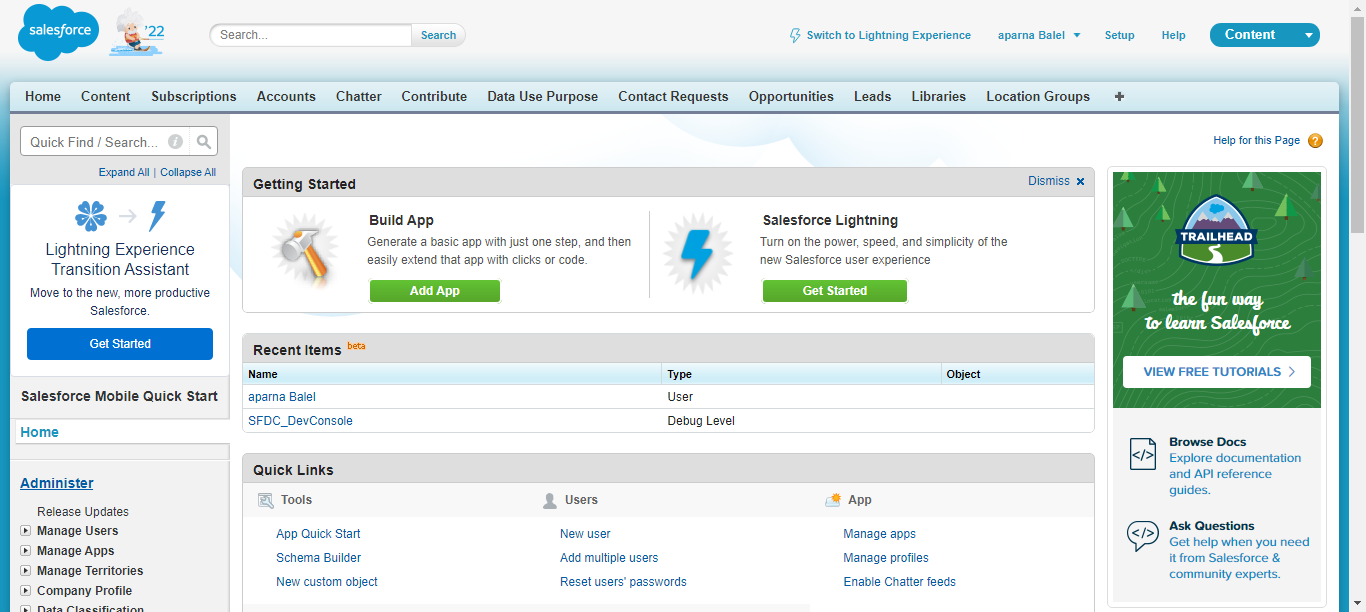 salesforce
'22
Search...
Search
Switch to Lightning Experience
aparna Balel
Setup
Help
Content
Home Content Subscriptions Accounts Chatter Contribute Data Use Purpose Contact Requests Opportunities Leads Libraries Location Groups +
Quick Find / Search...
Expand All | Collapse All
Lightning Experience
Transition Assistant
Move to the new, more productive
Salesforce.
Get Started
Salesforce Mobile Quick Start
Home
Administer
Release Updates
Manage Users
Manage Apps
Manage Territories
Company Profile
Data Classification
Help for this Page ?
Getting Started
Dismiss x
Build App
Generate a basic app with just one step, and then
easily extend that app with clicks or code.
Add App
Salesforce Lightning
Turn on the power, speed, and simplicity of the
new Salesforce user experience
Get Started
Recent Items beta
Name Type Object
aparna Balel User
SFDC_DevConsole Debug Level
Quick Links
Tools Users App
App Quick Start New user Manage apps
Schema Builder Add multiple users Manage profiles
New custom object Reset users' passwords Enable Chatter feeds
TRAILHEAD
the fun way
to learn Salesforce
VIEW FREE TUTORIALS >
</>
Browse Docs
Explore documentation
and API reference
guides.
</>
Ask Questions
Get help when you need
it from Salesforce &
community experts.